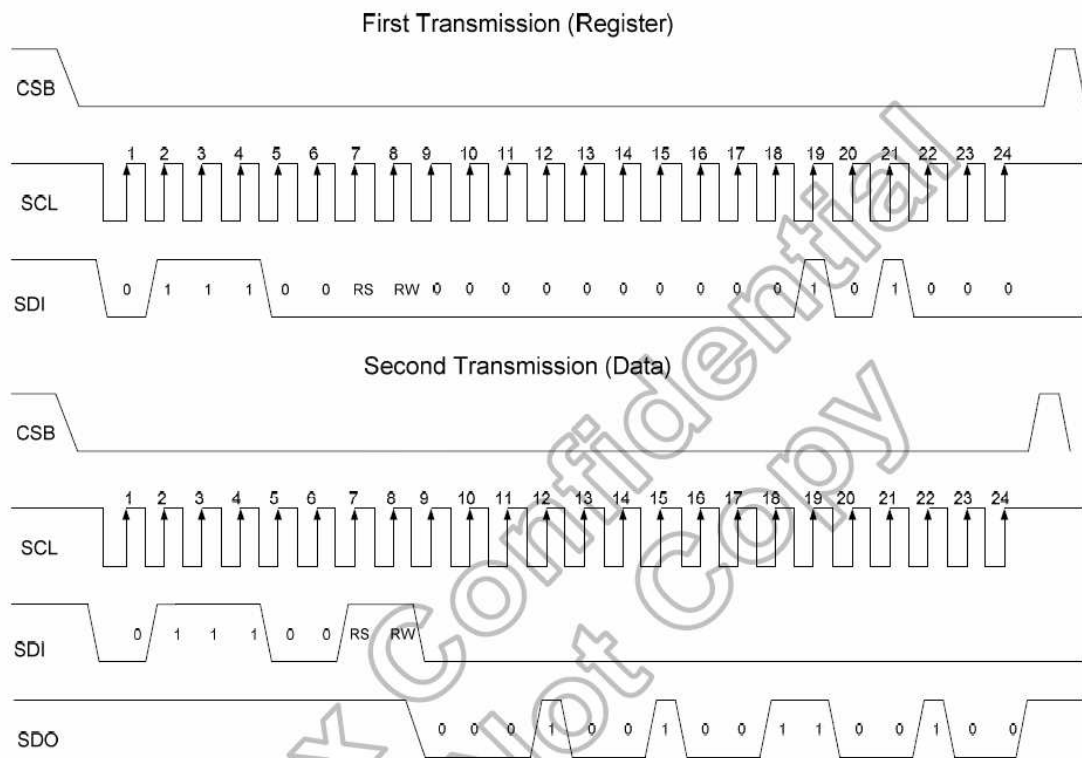 First Transmission (Register)
CSB
1 2 3 4 5 6 7 8 9 10 11 12 13 14 15 16 17 18 19 20 21 22 23 24
SCL
SDI 0 1 1 1 0 0 RS RW 0 0 0 0 0 0 0 0 0 0 1 0 1 0 0 0
Second Transmission (Data)
CSB
1 2 3 4 5 6 7 8 9 10 11 12 13 14 15 16 17 18 19 20 21 22 23 24
SCL
SDI 0 1 1 1 0 0 RS RW
SDO 0 0 0 1 0 0 1 0 0 1 1 0 0 1 0 0
x Confidential
Not Copy